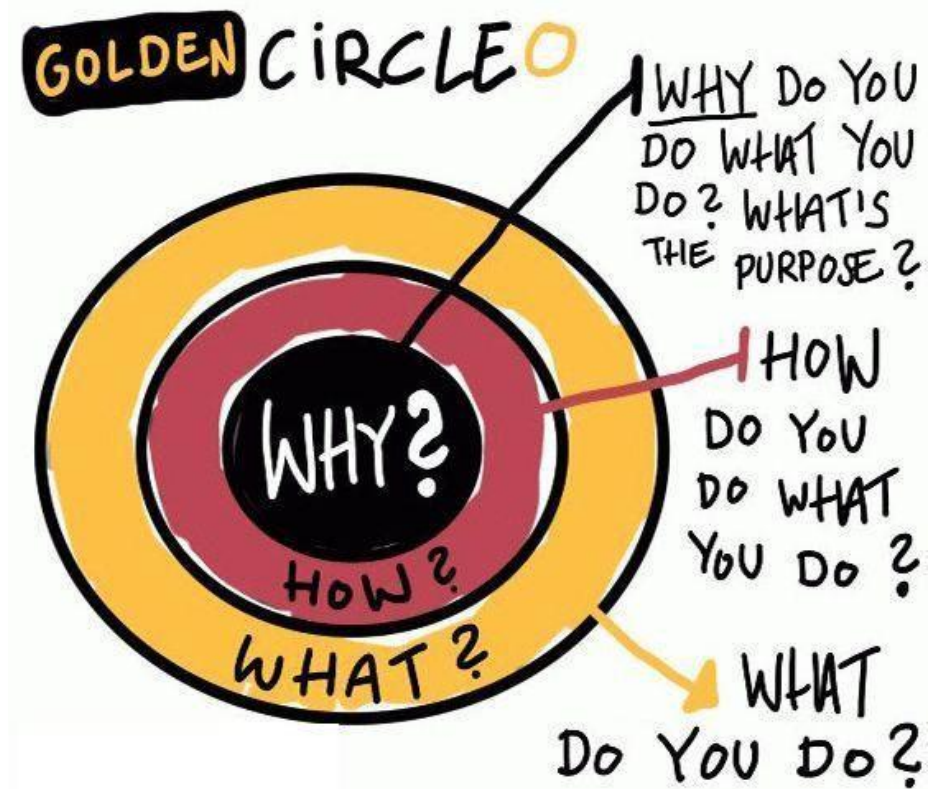 GOLDEN CiRCLE
WHY DO YOU
DO WHAT YOU
DO? WHAT'S
THE PURPOSE?
WHY?
HOW?
WHAT?
HOW
DO YOU
DO WHAT
YOU DO?
WHAT
DO YOU DO?